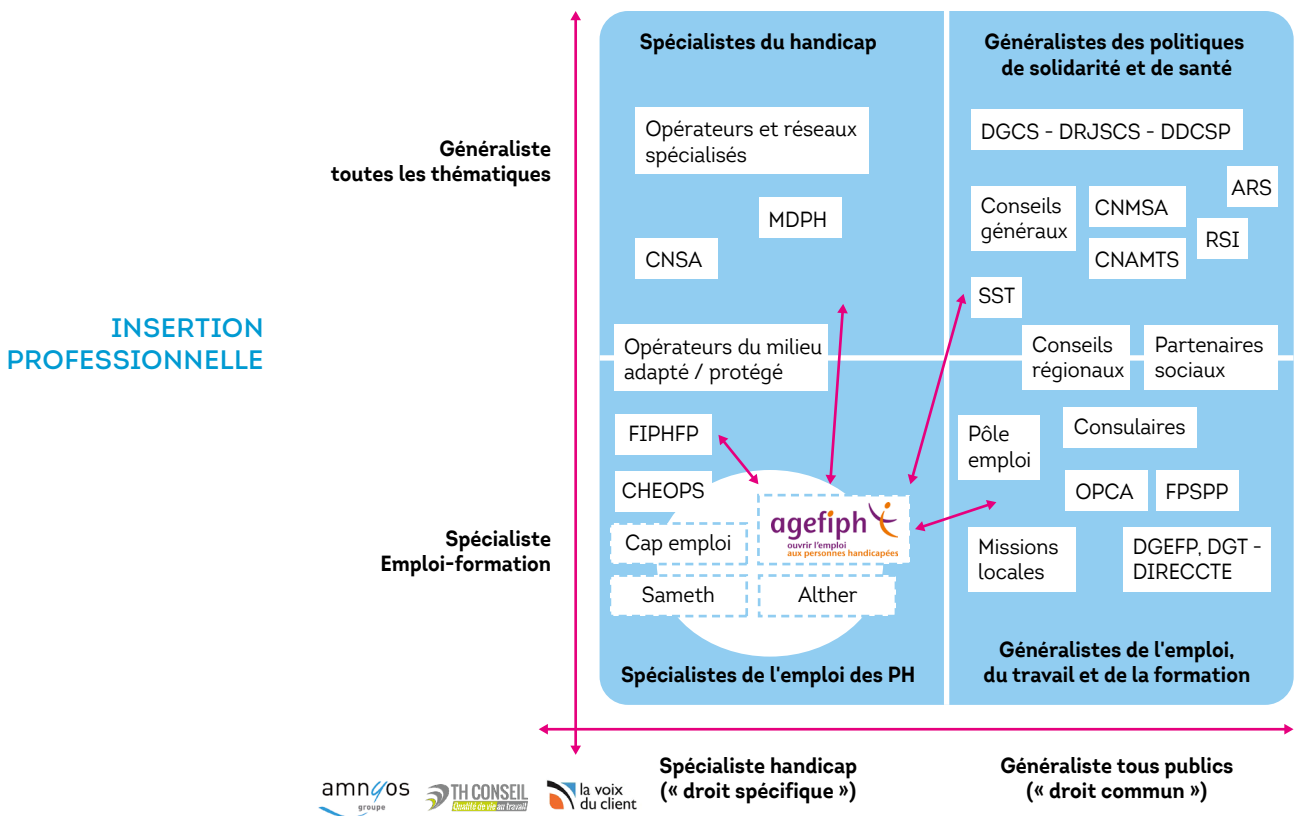 Spécialistes du handicap
Généralistes des politiques
de solidarité et de santé
Généraliste
toutes les thématiques
Opérateurs et réseaux
spécialisés
MDPH
CNSA
DGCS - DRJSCS - DDCSP
ARS
Conseils
généraux
CNMSA
RSI
CNAMTS
SST
INSERTION
PROFESSIONNELLE
Opérateurs du milieu
adapté / protégé
Conseils
régionaux
Partenaires
sociaux
FIPHFP
CHEOPS
Pôle
emploi
Consulaires
OPCA
FPSPP
Spécialiste
Emploi-formation
Cap emploi
agefiph
ouvrir l'emploi
aux personnes handicapées
Sameth
Alther
Missions
locales
DGEFP, DGT -
DIRECCTE
Spécialistes de l'emploi des PH
Généralistes de l'emploi,
du travail et de la formation
Spécialiste handicap
(« droit spécifique »)
Généraliste tous publics
(« droit commun »)
amnyos
groupe
TH CONSEIL
Qualité de vie au travail
la voix
du client